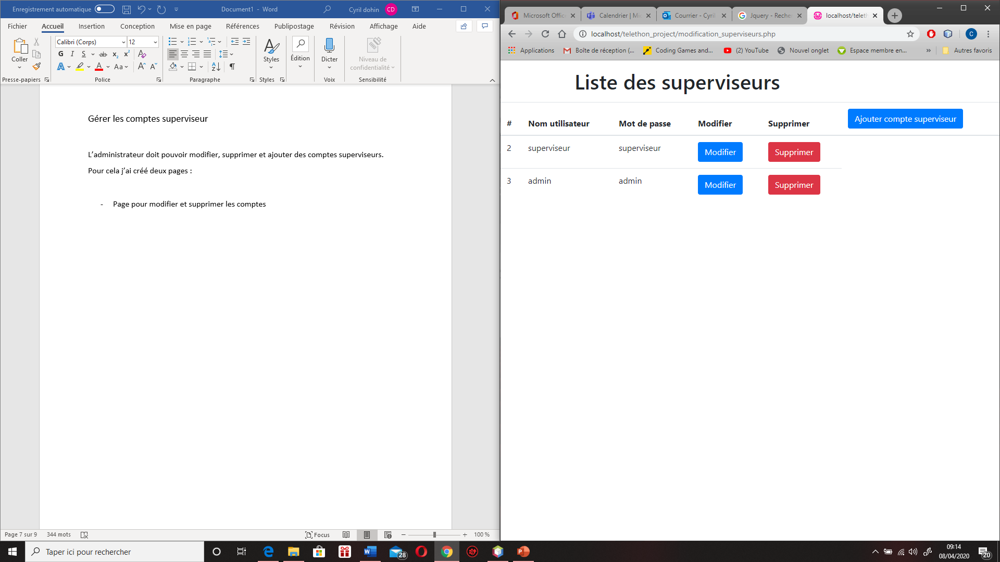 Enregistrement automatique
Document1 - Word
Cyril dohin
CD
Fichier
Accueil
Insertion
Conception
Mise en page
Références
Publipostage
Révision
Affichage
Aide
Coller
Calibri (Corps)
12
G I S ab x₂ x²
A A Aa A A
Styles
Édition
Dicter
Niveau de
confidentialité
Presse-papiers
Police
Paragraphe
Styles
Voix
Sensibilité
Gérer les comptes superviseur
L’administrateur doit pouvoir modifier, supprimer et ajouter des comptes superviseurs.
Pour cela j’ai créé deux pages :
- Page pour modifier et supprimer les comptes
Page 7 sur 9
344 mots
Focus
100 %
Microsoft Offic
Calendrier | Mi
Courrier - Cyril
Jquery - Reche
localhost/teleth
localhost/telethon_project/modification_superviseurs.php
C
Applications
Boîte de réception (...
Coding Games and...
(2) YouTube
Nouvel onglet
Espace membre en...
»
Autres favoris
Liste des superviseurs
# Nom utilisateur Mot de passe Modifier Supprimer
Ajouter compte superviseur
2 superviseur superviseur Modifier Supprimer
3 admin admin Modifier Supprimer
Taper ici pour rechercher
28
09:14
08/04/2020
20